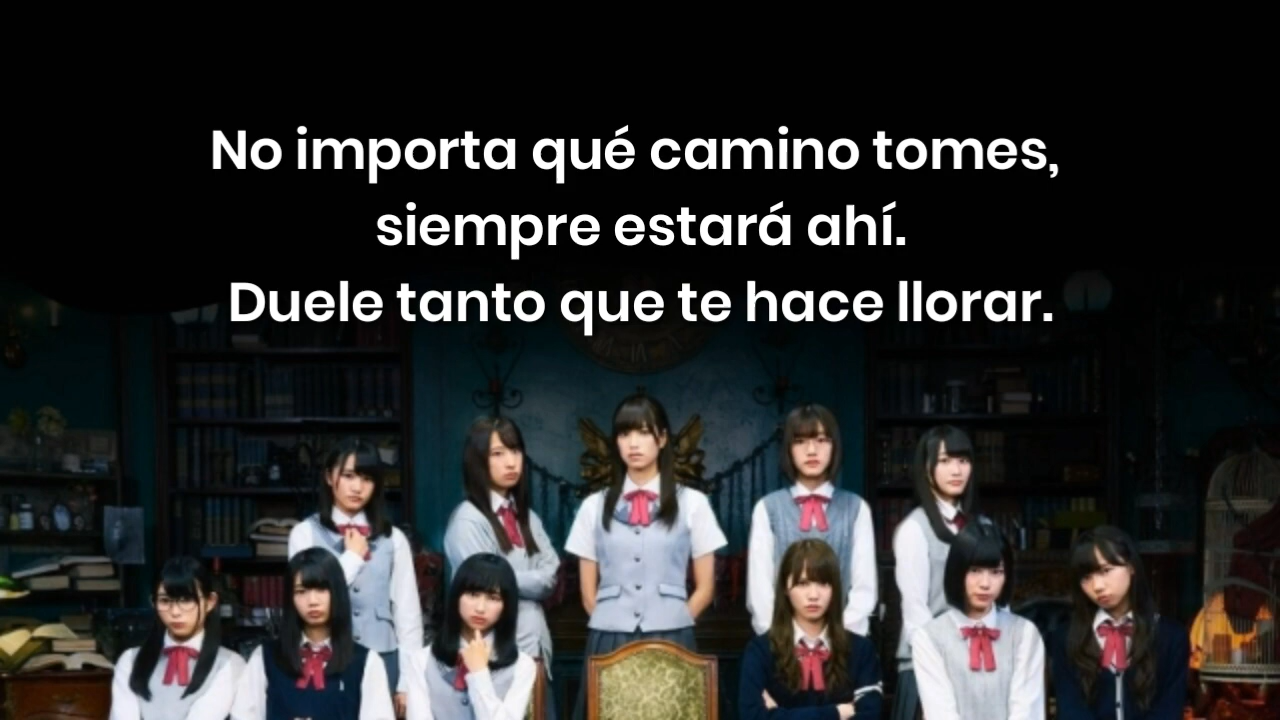 No importa qué camino tomes,
siempre estará ahí.
Duele tanto que te hace llorar.